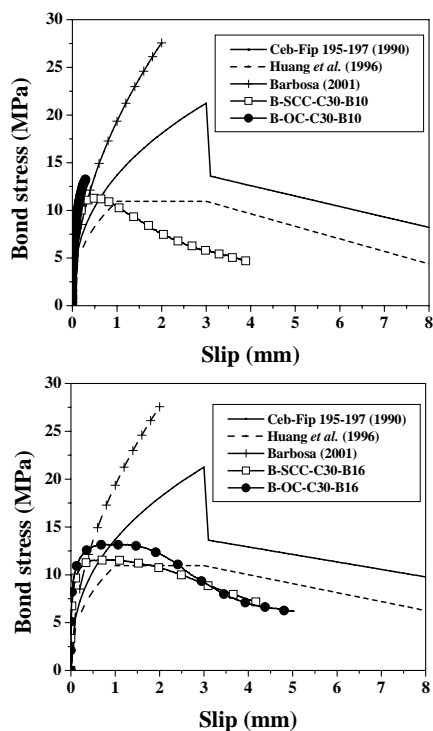 30
25
20
15
10
5
0
Bond stress (MPa)
Ceb-Fip 195-197 (1990)
Huang et al. (1996)
Barbosa (2001)
B-SCC-C30-B10
B-OC-C30-B10
0 1 2 3 4 5 6 7 8
Slip (mm)
30
25
20
15
10
5
0
Bond stress (MPa)
Ceb-Fip 195-197 (1990)
Huang et al. (1996)
Barbosa (2001)
B-SCC-C30-B16
B-OC-C30-B16
0 1 2 3 4 5 6 7 8
Slip (mm)